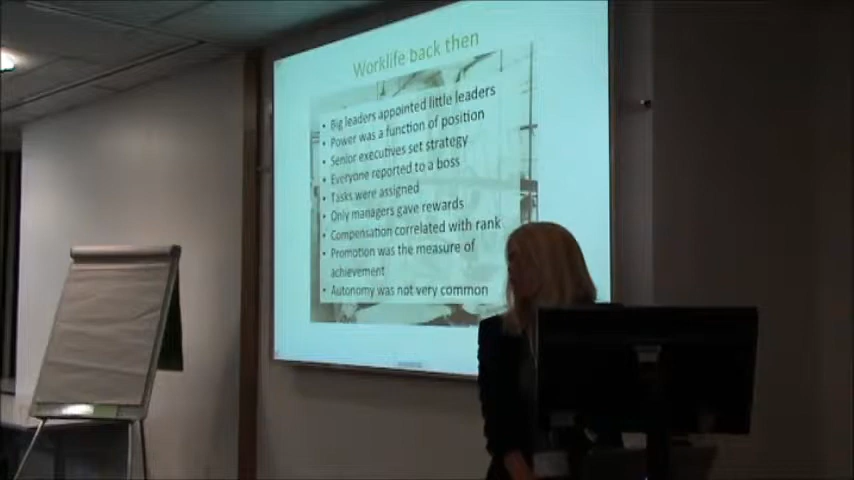 Worklife back then
• Big leaders appointed little leaders
• Power was a function of position
• Senior executives set strategy
• Everyone reported to a boss
• Tasks were assigned
• Only managers gave rewards
• Compensation correlated with rank
• Promotion was the measure of
achievement
• Autonomy was not very common